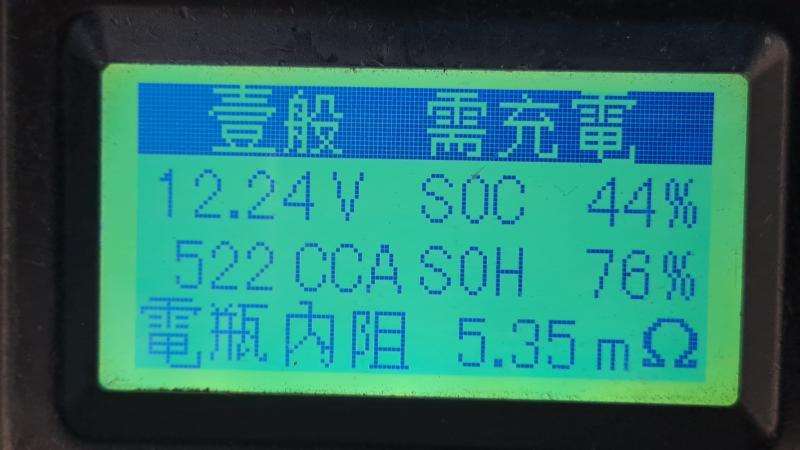 壹般 需充電
12.24V SOC 44%
522 CCA SOH 76%
電瓶內阻 5.35 mΩ